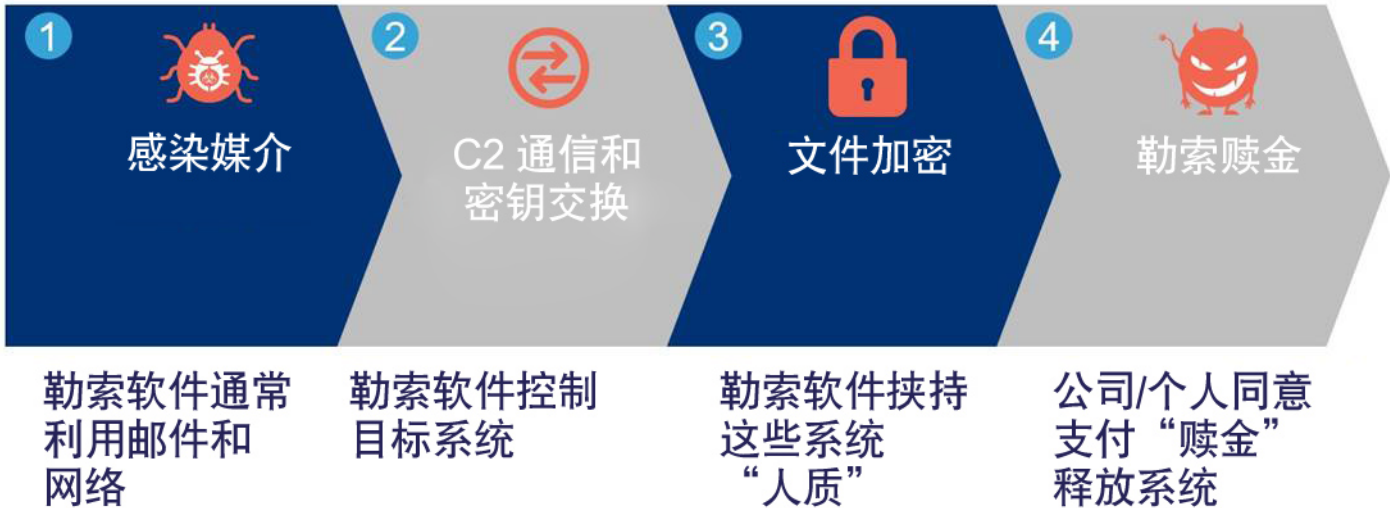 1
感染媒介
2
C2 通信和
密钥交换
3
文件加密
4
勒索赎金
勒索软件通常
利用邮件和
网络
勒索软件控制
目标系统
勒索软件挟持
这些系统
“人质”
公司/个人同意
支付“赎金”
释放系统